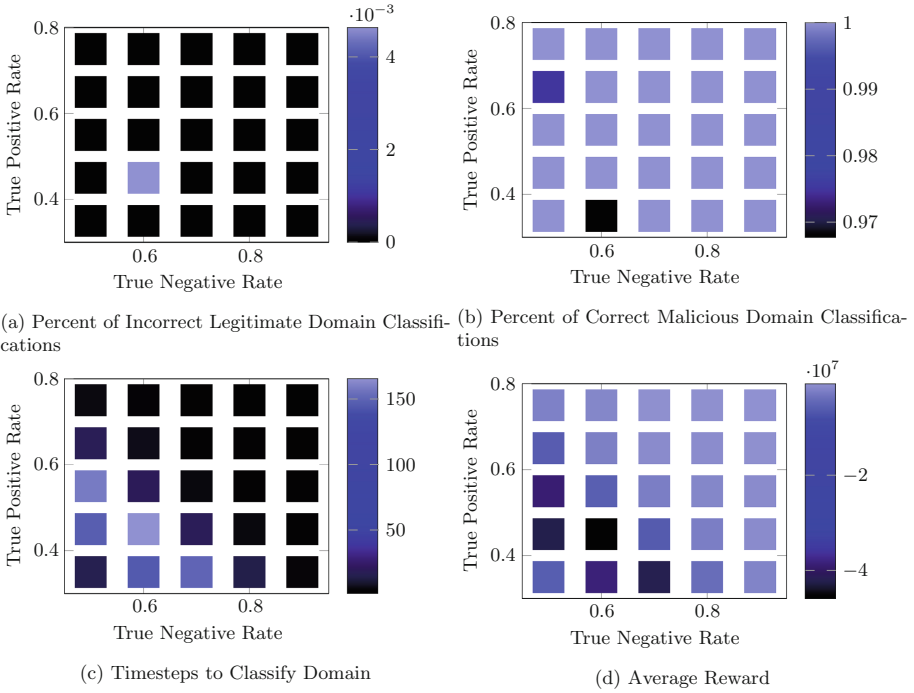 ·10⁻³
0.8
0.6
0.4
0.6
0.8
4
2
0
True Positive Rate
True Negative Rate
(a) Percent of Incorrect Legitimate Domain Classifi-
cations
0.8
0.6
0.4
0.6
0.8
1
0.99
0.98
0.97
True Positive Rate
True Negative Rate
(b) Percent of Correct Malicious Domain Classifica-
tions
0.8
0.6
0.4
0.6
0.8
150
100
50
True Positive Rate
True Negative Rate
(c) Timesteps to Classify Domain
·10⁷
0.8
0.6
0.4
0.6
0.8
−2
−4
True Positive Rate
True Negative Rate
(d) Average Reward